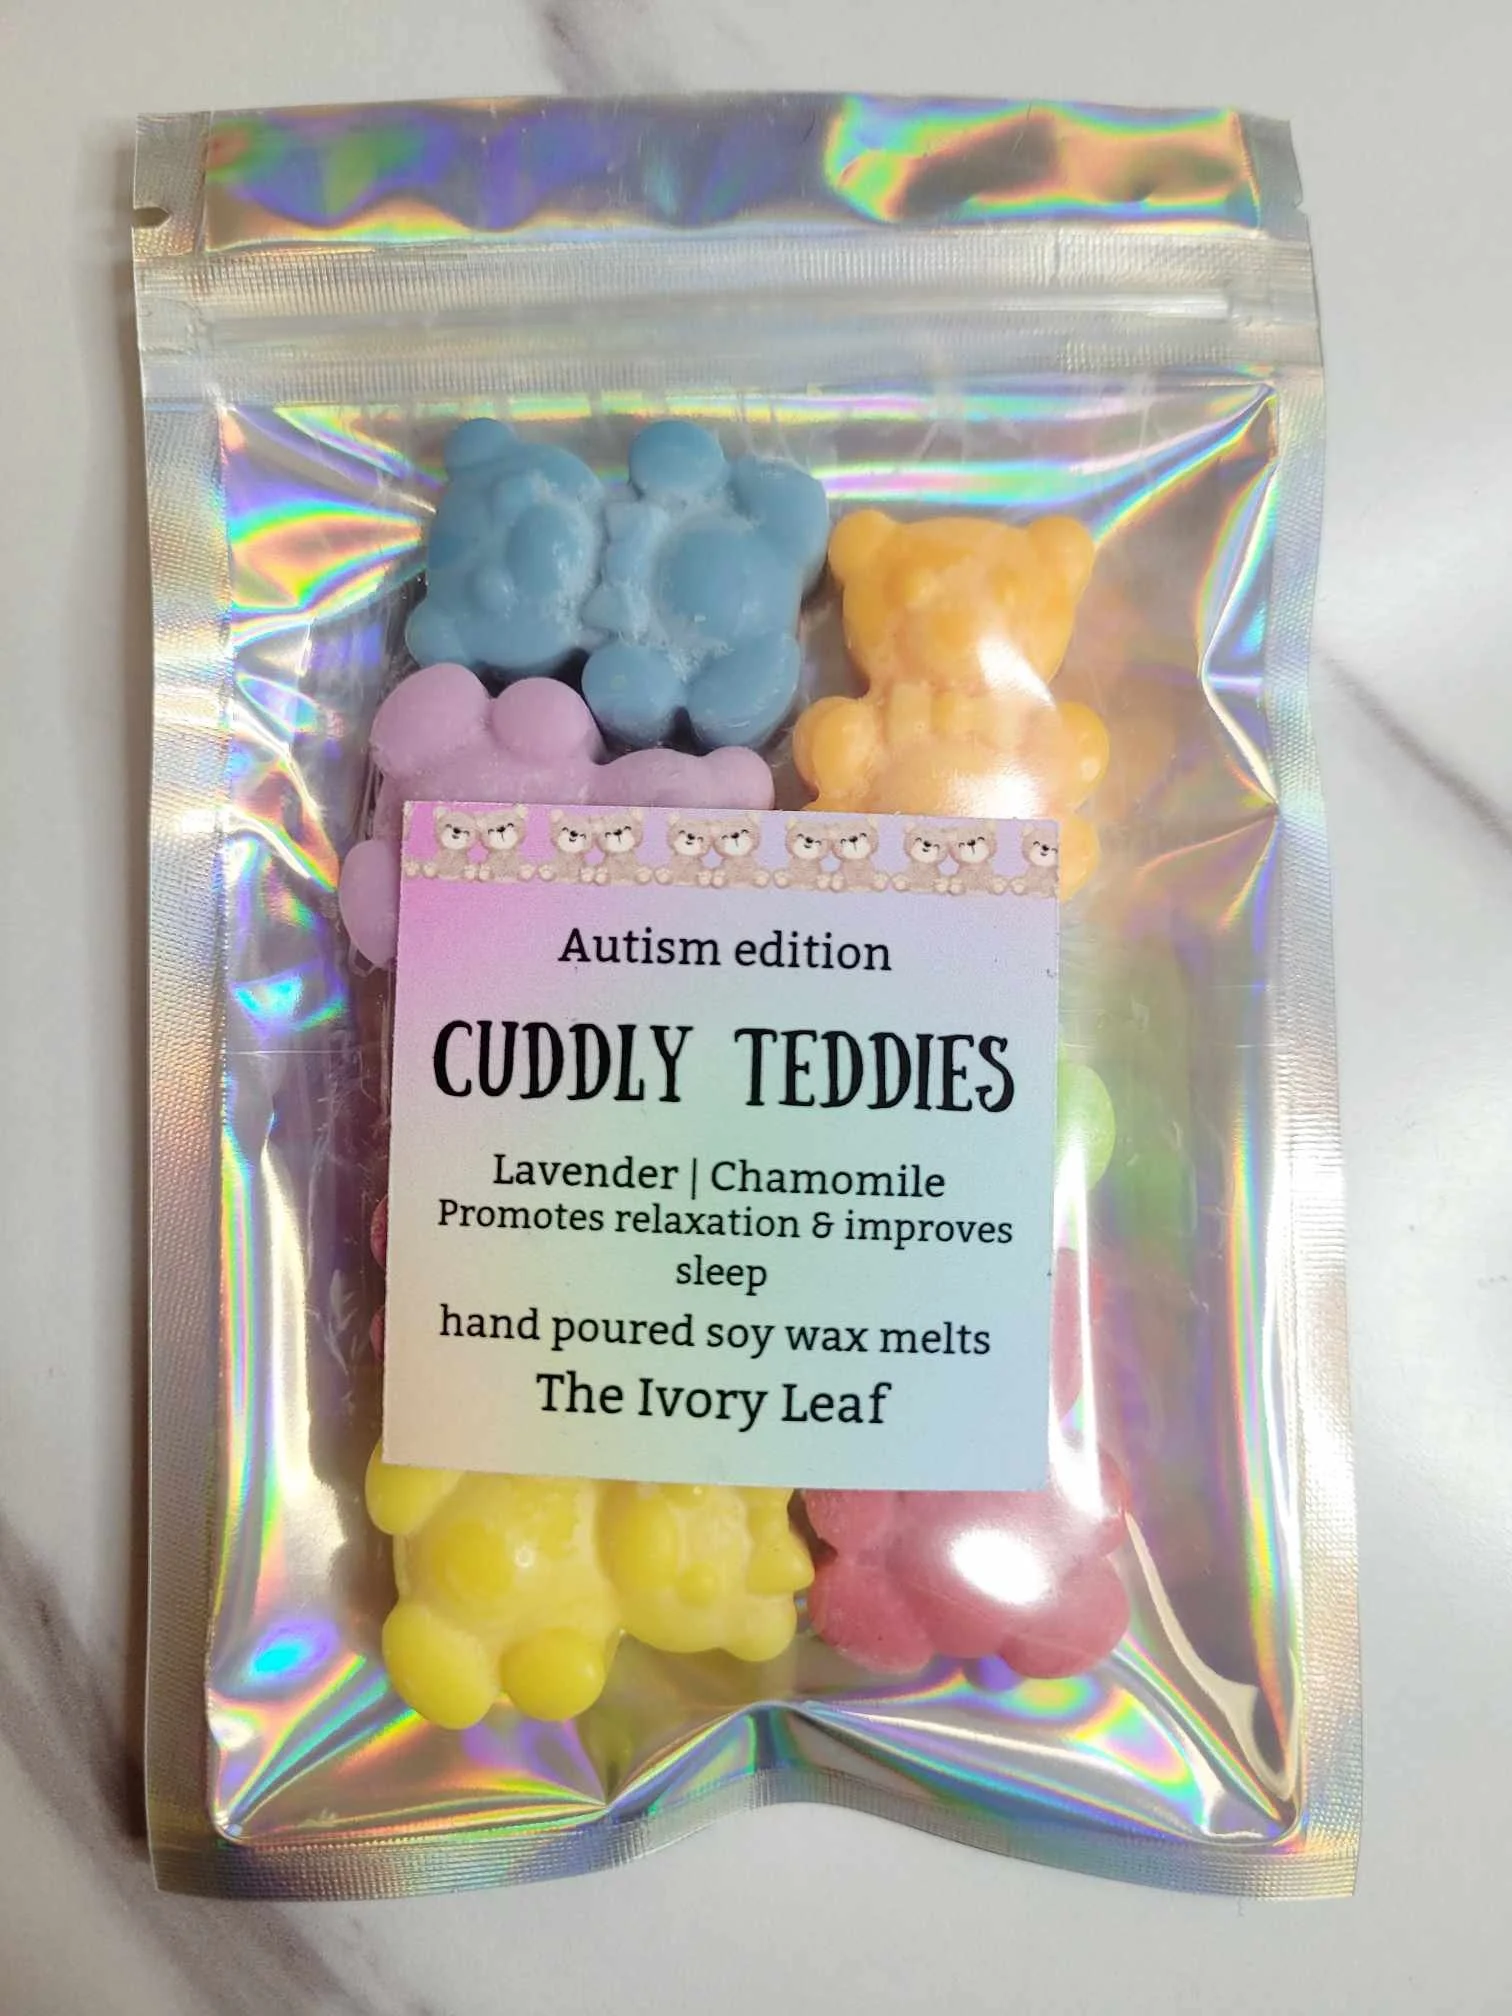 Autism edition
CUDDLY TEDDIES
Lavender | Chamomile
Promotes relaxation & improves
sleep
hand poured soy wax melts
The Ivory Leaf